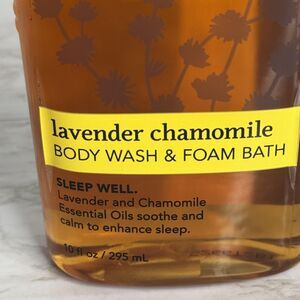 lavender chamomile
BODY WASH & FOAM BATH
SLEEP WELL.
Lavender and Chamomile
Essential Oils soothe and
calm to enhance sleep.
10 fl oz / 295 mL